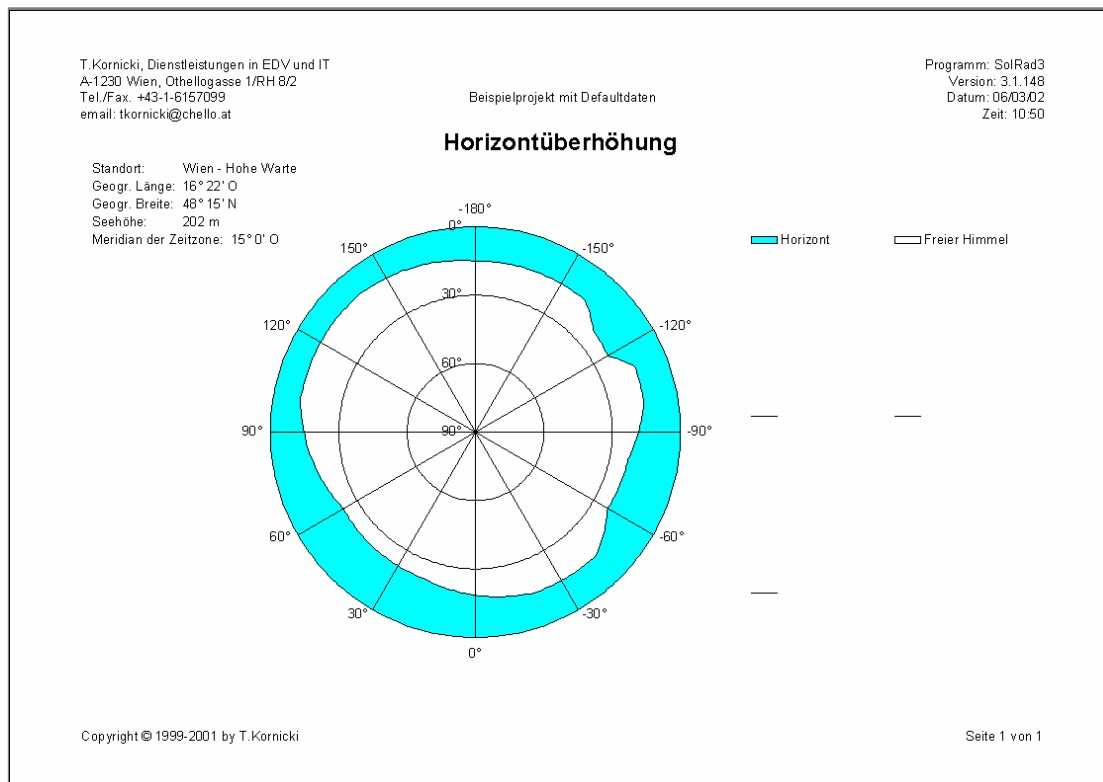 T.Kornicki, Dienstleistungen in EDV und IT
A-1230 Wien, Othellogasse 1/RH 8/2
Tel./Fax. +43-1-6157099
email: tkornicki@chello.at
Beispielprojekt mit Defaultdaten
Programm: SolRad3
Version: 3.1.148
Datum: 06/03/02
Zeit: 10:50
Horizontüberhöhung
Standort: Wien - Hohe Warte
Geogr. Länge: 16° 22' O
Geogr. Breite: 48° 15' N
Seehöhe: 202 m
Meridian der Zeitzone: 15° 0' O
Horizont
Freier Himmel
-180°
0°
150°
-150°
30°
120°
-120°
60°
90°
90°
-90°
60°
-60°
30°
-30°
0°
Copyright © 1999-2001 by T.Kornicki
Seite 1 von 1